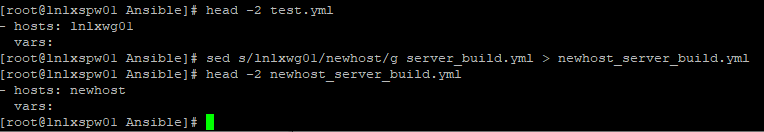 [root@lnlxspw01 Ansible]# head -2 test.yml
- hosts: lnlxwg01
  vars:
[root@lnlxspw01 Ansible]# sed s/lnlxwg01/newhost/g server_build.yml > newhost_server_build.yml
[root@lnlxspw01 Ansible]# head -2 newhost_server_build.yml
- hosts: newhost
  vars:
[root@lnlxspw01 Ansible]#